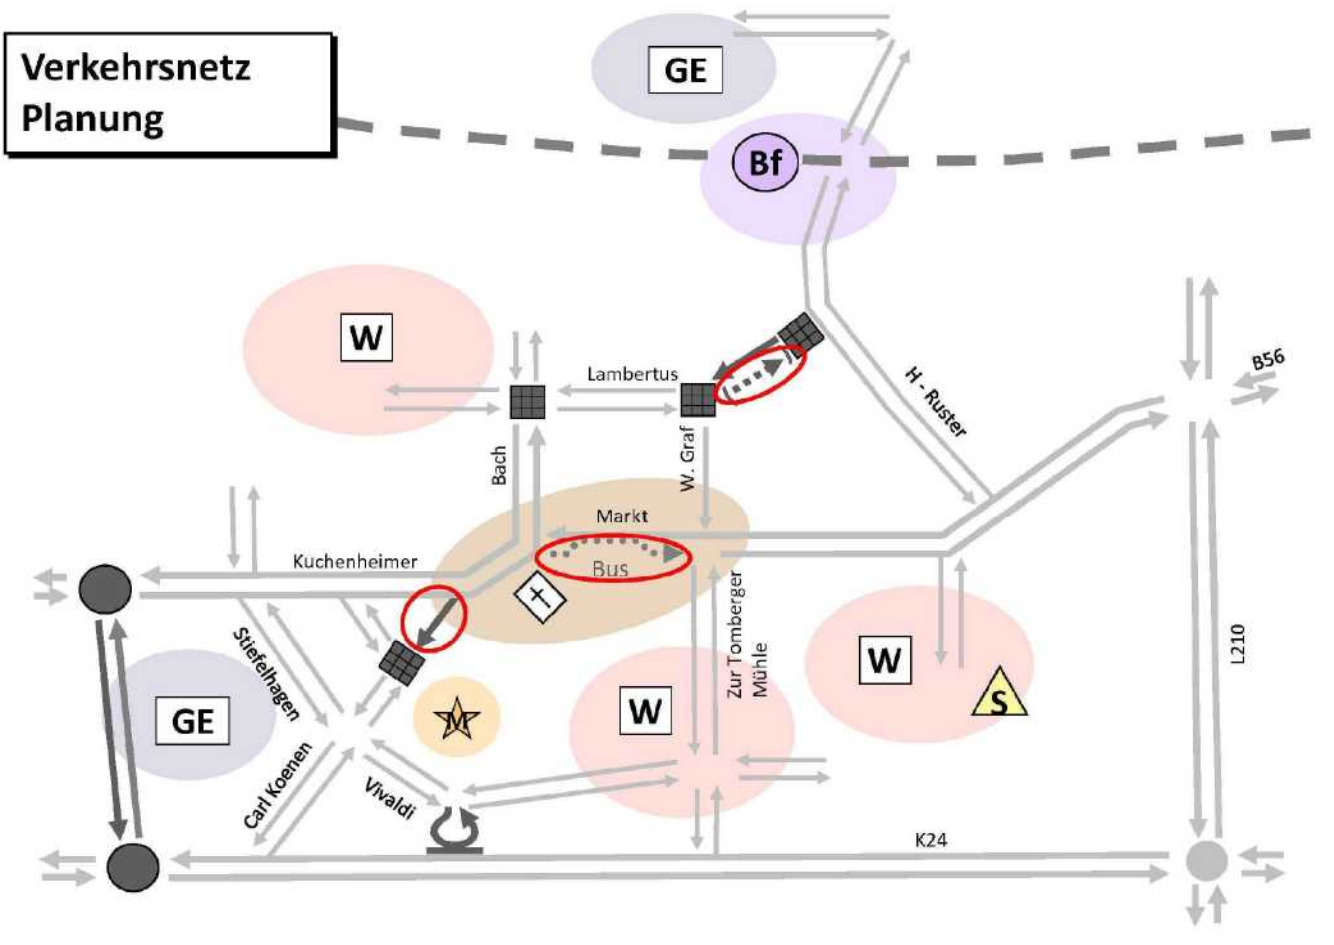 Verkehrsnetz
Planung
GE
Bf
W
B56
Lambertus
H - Ruster
Bach
W. Graf
Markt
Kuchenheimer
Bus
Stiefelhagen
Zur Tomberger
Mühle
L210
W
S
GE
M
W
Carl Koenen
Vivaldi
K24